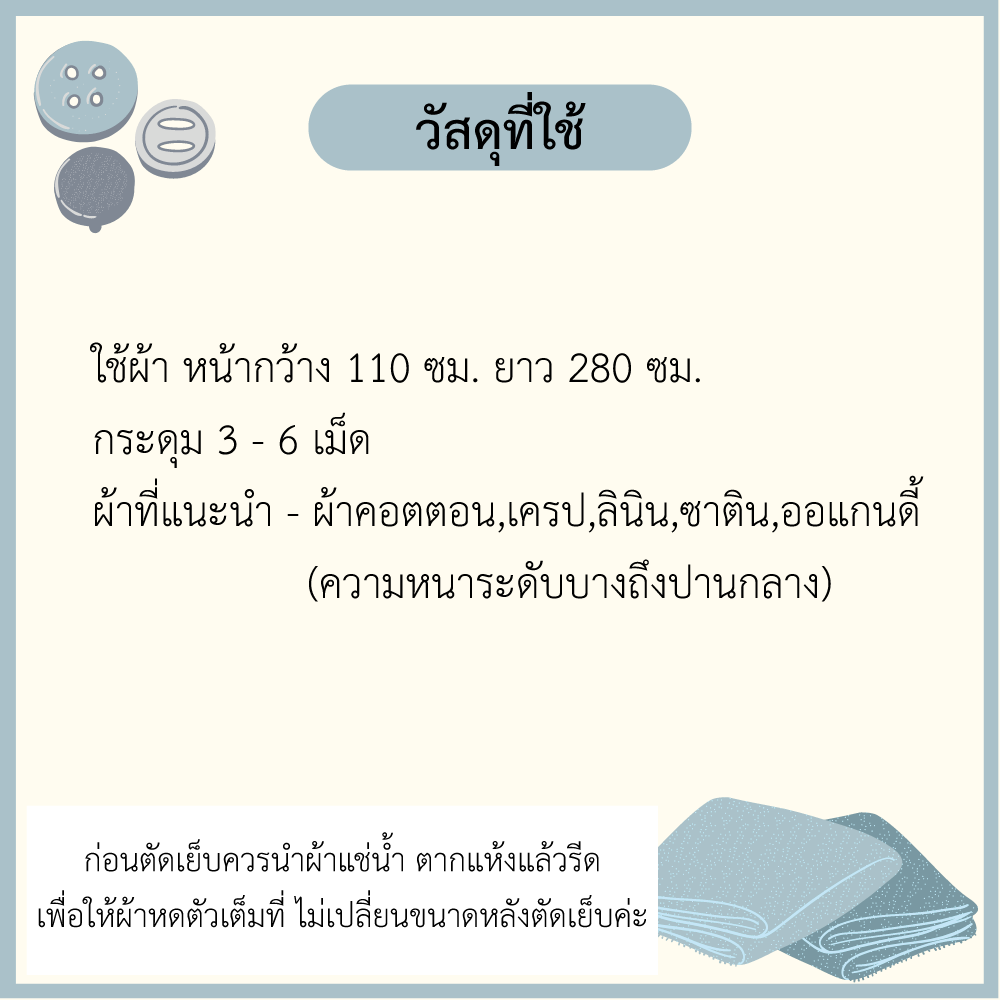 วัสดุที่ใช้
ใช้ผ้า หน้ากว้าง 110 ซม. ยาว 280 ซม.
กระดุม 3 - 6 เม็ด
ผ้าที่แนะนำ - ผ้าคอตตอน,เครป,ลินิน,ซาติน,ออแกนดี้
(ความหนาระดับบางถึงปานกลาง)
ก่อนตัดเย็บควรนำผ้าแช่น้ำ ตากแห้งแล้วรีด
เพื่อให้ผ้าหดตัวเต็มที่ ไม่เปลี่ยนขนาดหลังตัดเย็บค่ะ